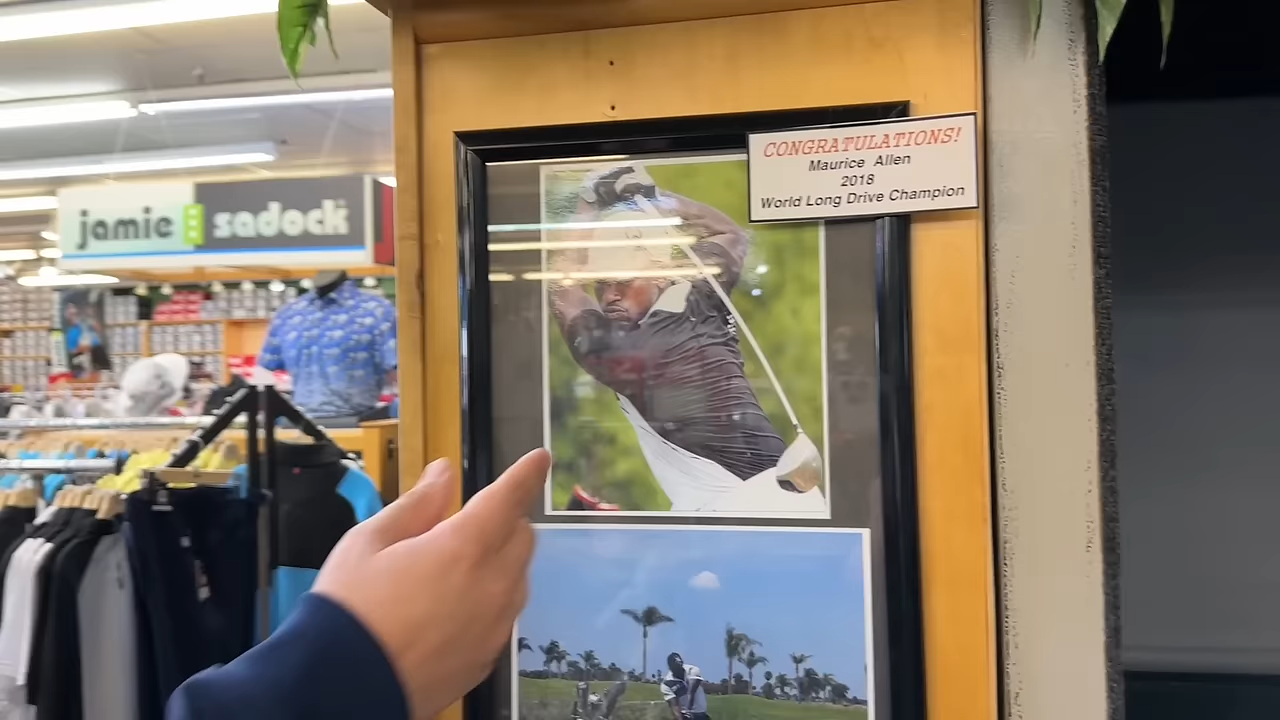 CONGRATULATIONS!
Maurice Allen
2018
World Long Drive Champion
jamie sadock